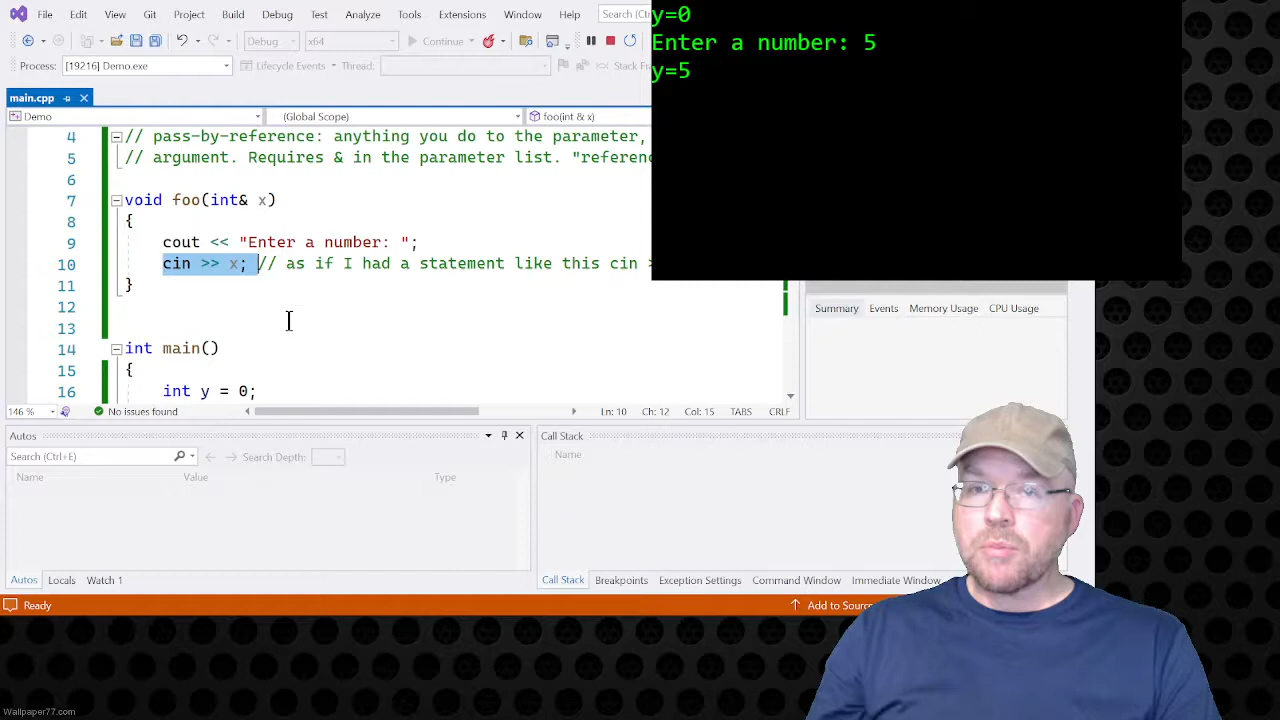 File Edit View Git Project Build Debug Test Analyze Tools Extensions Window Help Search (Ctrl+
Debug x64 Continue
Process: [19216] Demo.exe Lifecycle Events Thread: Stack Fram
main.cpp
Demo (Global Scope) foo(int & x)
4 // pass-by-reference: anything you do to the parameter,
5 // argument. Requires & in the parameter list. "referenc
6
7 void foo(int& x)
8 {
9 cout << "Enter a number: ";
10 cin >> x; // as if I had a statement like this cin >
11 }
12
13
14 int main()
15 {
16 int y = 0;
146 % No issues found Ln: 10 Ch: 12 Col: 15 TABS CRLF
y=0
Enter a number: 5
y=5
Summary Events Memory Usage CPU Usage
Autos
Search (Ctrl+E) Search Depth:
Name Value Type
Autos Locals Watch 1
Call Stack
Name
Call Stack Breakpoints Exception Settings Command Window Immediate Window
Ready Add to Sourc
Wallpaper77.com